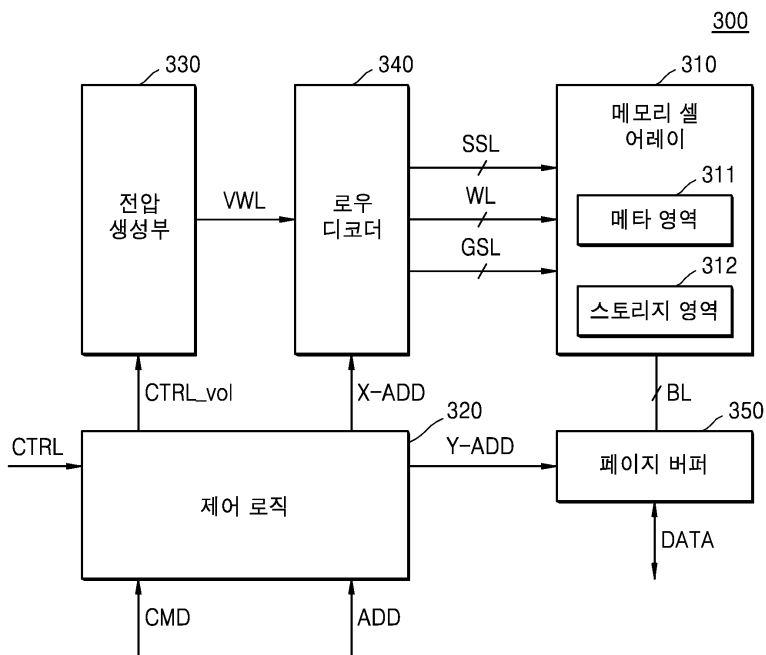 300
330
340
310
전압
생성부
VWL
로우
디코더
SSL
WL
GSL
메모리 셀
어레이
311
메타 영역
312
스토리지 영역
CTRL_vol
X-ADD
320
BL
350
CTRL
제어 로직
Y-ADD
페이지 버퍼
DATA
CMD
ADD